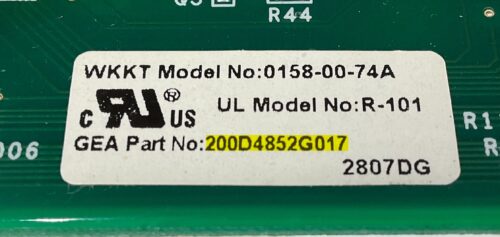 R44
WKKT Model No:0158-00-74A
C UL ® US
UL Model No:R-101
GEA Part No:200D4852G017
2807DG
006
R1